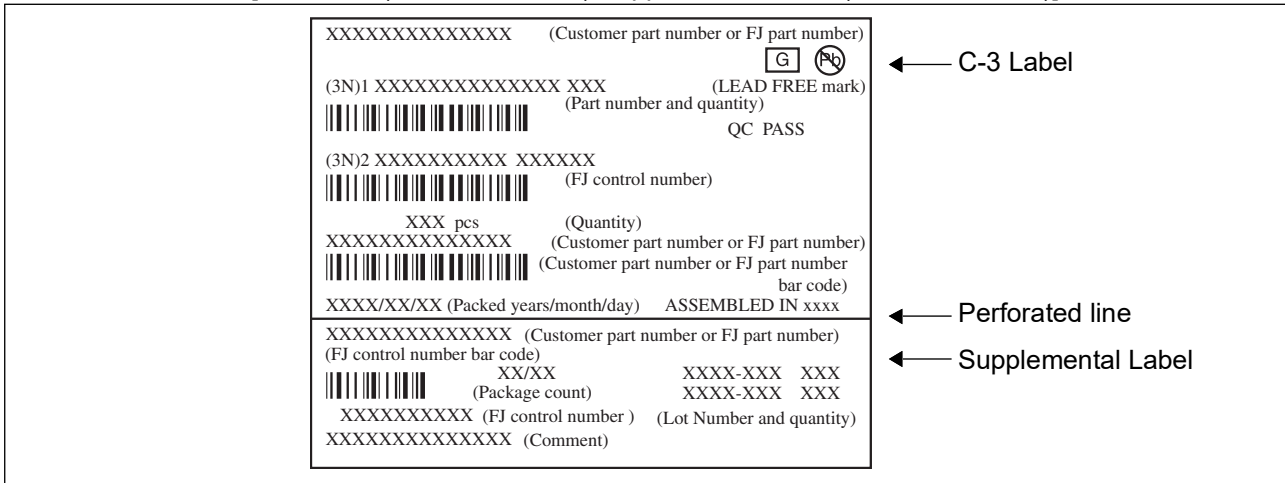 XXXXXXXXXXXXXX (Customer part number or FJ part number)
G Pb
C-3 Label
(3N)1 XXXXXXXXXXXXXX XXX (LEAD FREE mark)
(Part number and quantity)
QC PASS
(3N)2 XXXXXXXXXX XXXXXX
(FJ control number)
XXX pcs (Quantity)
XXXXXXXXXXXXXX (Customer part number or FJ part number)
(Customer part number or FJ part number
bar code)
XXXX/XX/XX (Packed years/month/day) ASSEMBLED IN xxxx
Perforated line
XXXXXXXXXXXXXX (Customer part number or FJ part number)
(FJ control number bar code)
Supplemental Label
XX/XX XXXX-XXX XXX
(Package count) XXXX-XXX XXX
XXXXXXXXXX (FJ control number ) (Lot Number and quantity)
XXXXXXXXXXXXXX (Comment)